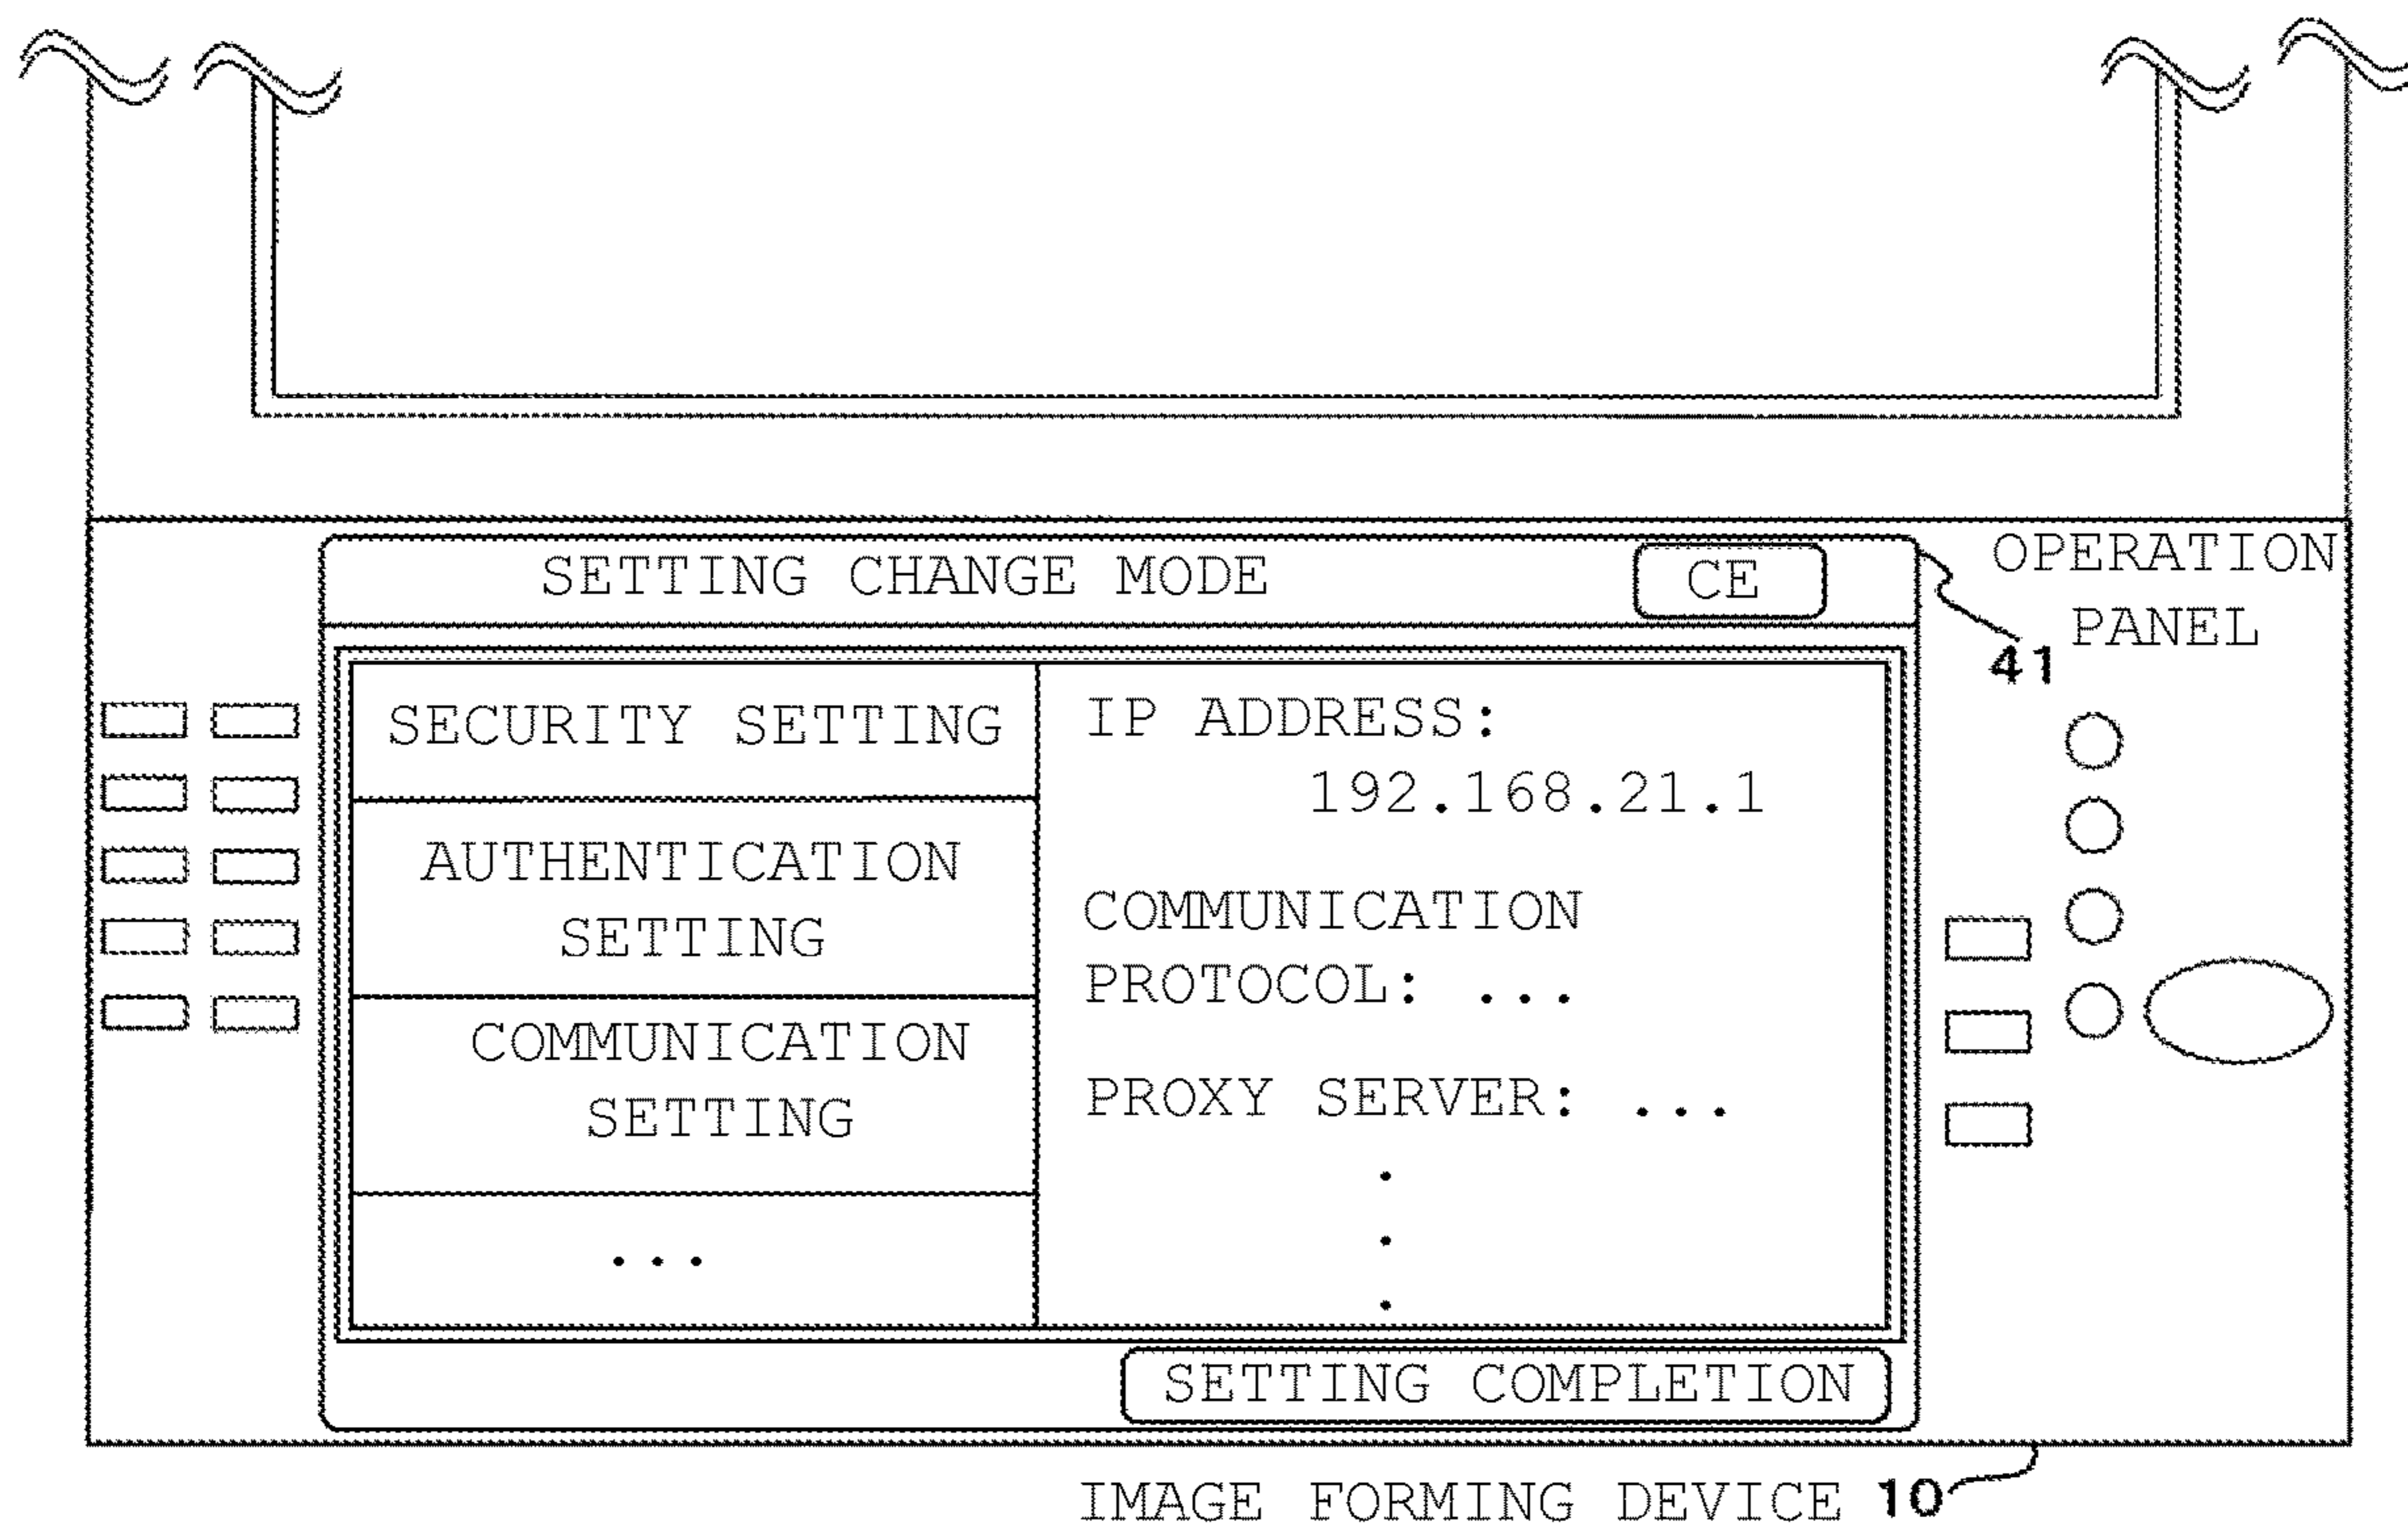 SETTING CHANGE MODE
CE
OPERATION
PANEL
41
SECURITY SETTING
AUTHENTICATION
SETTING
COMMUNICATION
SETTING
...
IP ADDRESS:
192.168.21.1
COMMUNICATION
PROTOCOL: ...
PROXY SERVER: ...
.
.
.
SETTING COMPLETION
IMAGE FORMING DEVICE 10